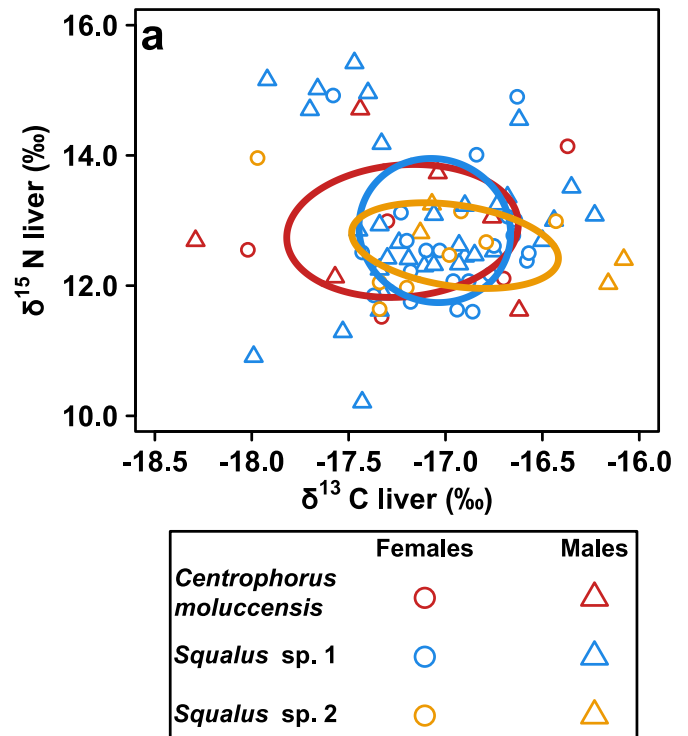 a
16.0
14.0
12.0
10.0
δ15 N liver (‰)
-18.5 -18.0 -17.5 -17.0 -16.5 -16.0
δ13 C liver (‰)
Females Males
Centrophorus
moluccensis
Squalus sp. 1
Squalus sp. 2